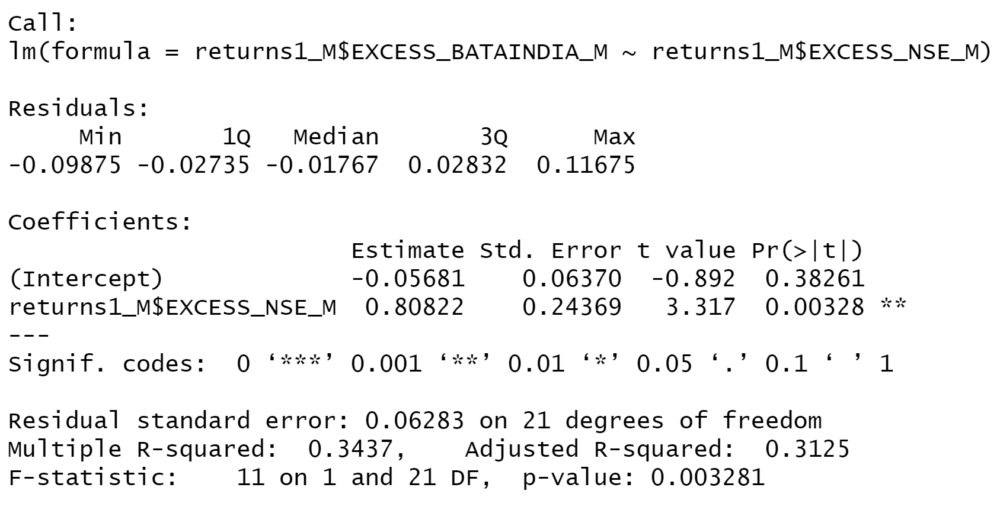 Call:
lm(formula = returns1_M$EXCESS_BATAINDIA_M ~ returns1_M$EXCESS_NSE_M)
Residuals:
Min 1Q Median 3Q Max
-0.09875 -0.02735 -0.01767 0.02832 0.11675
Coefficients:
Estimate Std. Error t value Pr(>|t|)
(Intercept) -0.05681 0.06370 -0.892 0.38261
returns1_M$EXCESS_NSE_M 0.80822 0.24369 3.317 0.00328 **
---
Signif. codes: 0 ‘***’ 0.001 ‘**’ 0.01 ‘*’ 0.05 ‘.’ 0.1 ‘ ’ 1
Residual standard error: 0.06283 on 21 degrees of freedom
Multiple R-squared: 0.3437, Adjusted R-squared: 0.3125
F-statistic: 11 on 1 and 21 DF, p-value: 0.003281